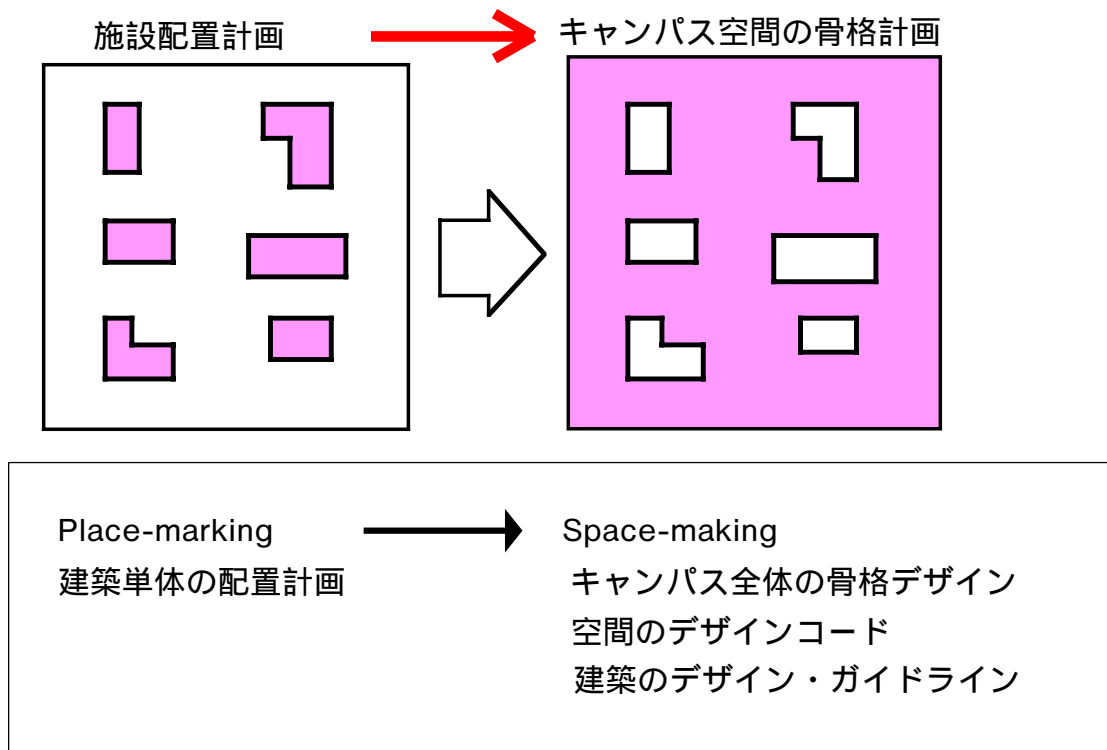 施設配置計画
キャンパス空間の骨格計画
Place-marking
Space-making
建築単体の配置計画
キャンパス全体の骨格デザイン
空間のデザインコード
建築のデザイン・ガイドライン